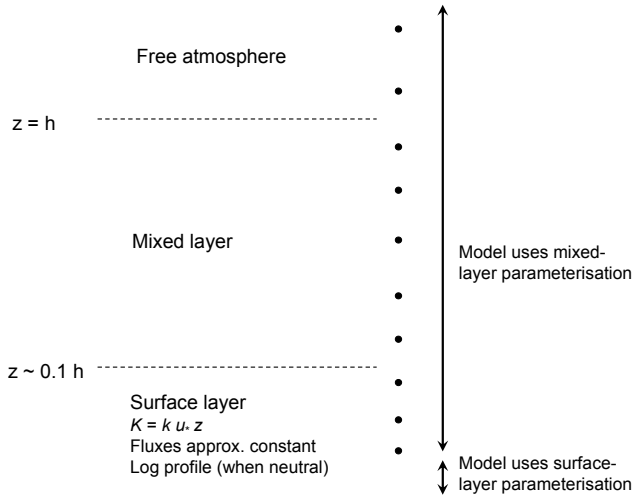 Free atmosphere
z = h
Mixed layer
Model uses mixed-
layer parameterisation
z ~ 0.1 h
Surface layer
K = k u* z
Fluxes approx. constant
Log profile (when neutral)
Model uses surface-
layer parameterisation